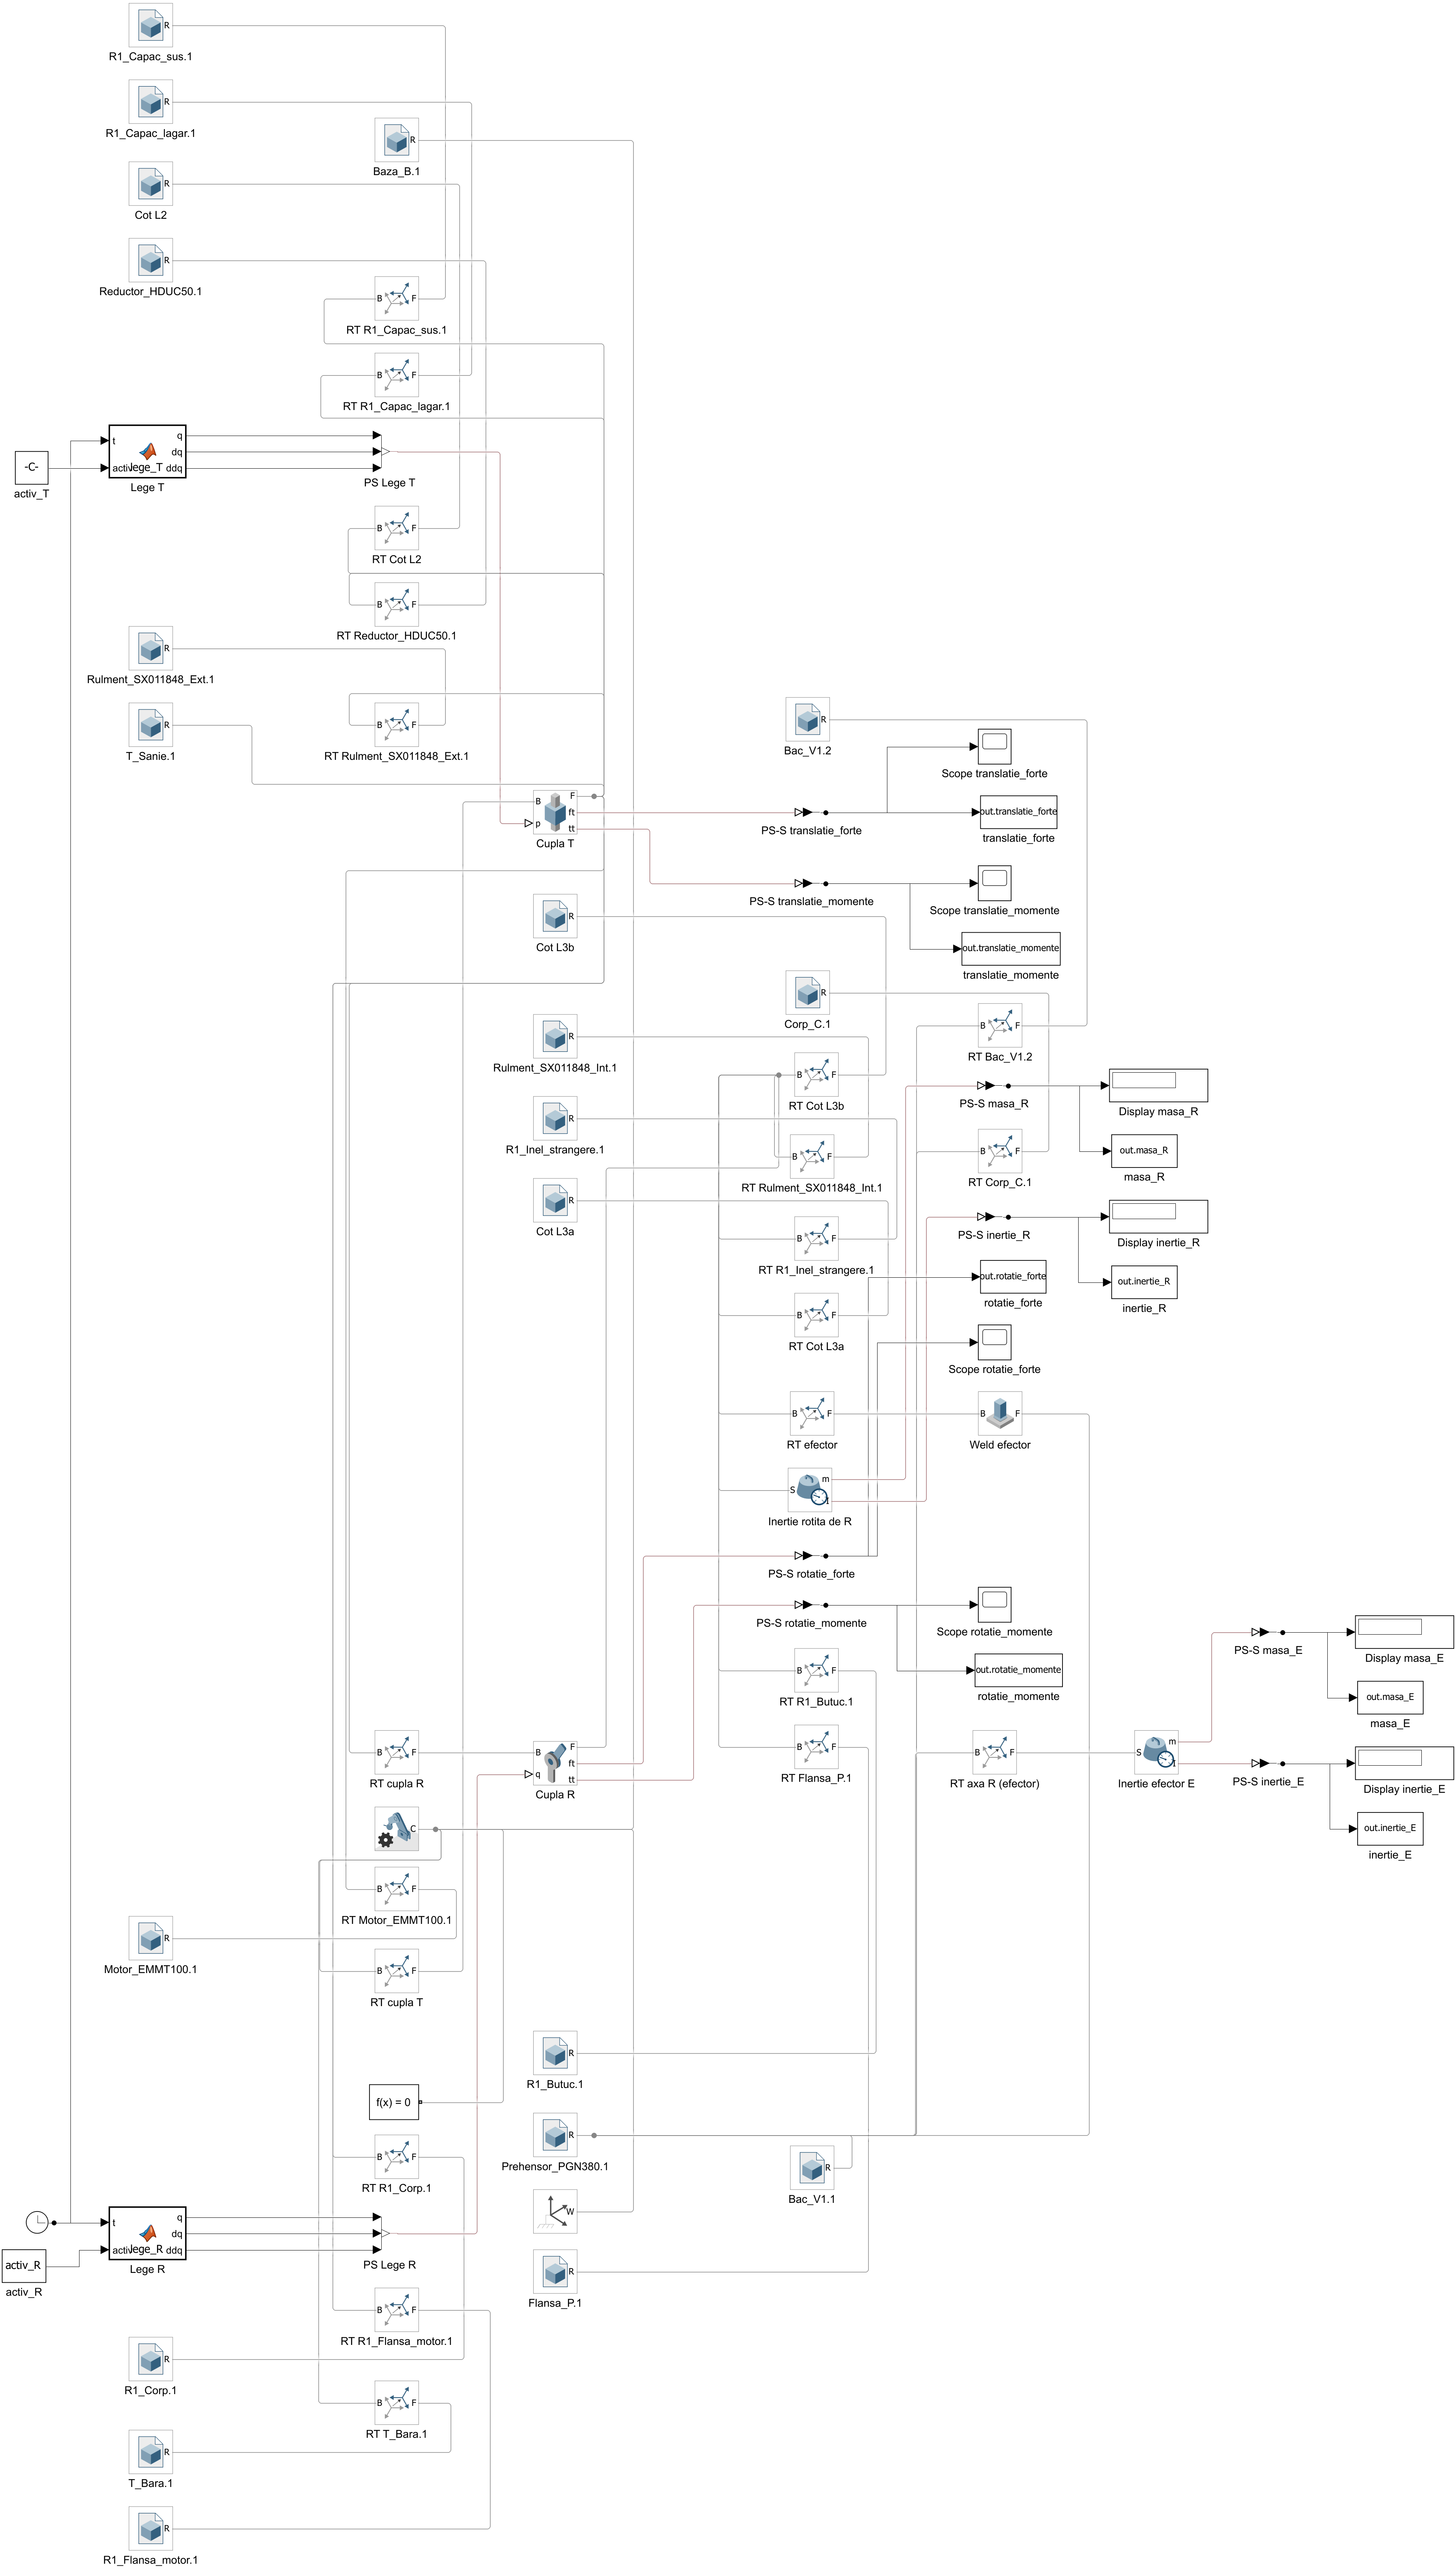 R
R1_Capac_sus.1
R
R1_Capac_lagar.1
R
Baza_B.1
R
Cot L2
R
Reductor_HDUC50.1
B F
RT R1_Capac_sus.1
B F
RT R1_Capac_lagar.1
-C-
activ_T
t
activ
lege_T
q
dq
ddq
Lege T
PS Lege T
B F
RT Cot L2
B F
RT Reductor_HDUC50.1
R
Rulment_SX011848_Ext.1
R
T_Sanie.1
B F
RT Rulment_SX011848_Ext.1
R
Bac_V1.2
Scope translatie_forte
B
p
F
ft
tt
Cupla T
PS-S translatie_forte
out.translatie_forte
translatie_forte
PS-S translatie_momente
Scope translatie_momente
R
Cot L3b
out.translatie_momente
translatie_momente
R
Corp_C.1
B F
RT Bac_V1.2
R
Rulment_SX011848_Int.1
B F
RT Cot L3b
PS-S masa_R
Display masa_R
R
R1_Inel_strangere.1
B F
RT Rulment_SX011848_Int.1
B F
RT Corp_C.1
out.masa_R
masa_R
R
Cot L3a
B F
RT R1_Inel_strangere.1
PS-S inertie_R
Display inertie_R
out.rotatie_forte
rotatie_forte
out.inertie_R
inertie_R
B F
RT Cot L3a
Scope rotatie_forte
B F
RT efector
B F
Weld efector
S
m
I
Inertie rotita de R
PS-S rotatie_forte
PS-S rotatie_momente
Scope rotatie_momente
PS-S masa_E
Display masa_E
B F
RT R1_Butuc.1
out.rotatie_momente
rotatie_momente
out.masa_E
masa_E
B F
RT cupla R
B
q
F
ft
tt
Cupla R
B F
RT Flansa_P.1
B F
RT axa R (efector)
S
m
I
Inertie efector E
PS-S inertie_E
Display inertie_E
C
out.inertie_E
inertie_E
B F
RT Motor_EMMT100.1
R
Motor_EMMT100.1
B F
RT cupla T
R
R1_Butuc.1
f(x) = 0
R
Prehensor_PGN380.1
B F
RT R1_Corp.1
R
Bac_V1.1
W
t
activ
lege_R
q
dq
ddq
Lege R
PS Lege R
activ_R
activ_R
R
Flansa_P.1
B F
RT R1_Flansa_motor.1
R
R1_Corp.1
B F
RT T_Bara.1
R
T_Bara.1
R
R1_Flansa_motor.1